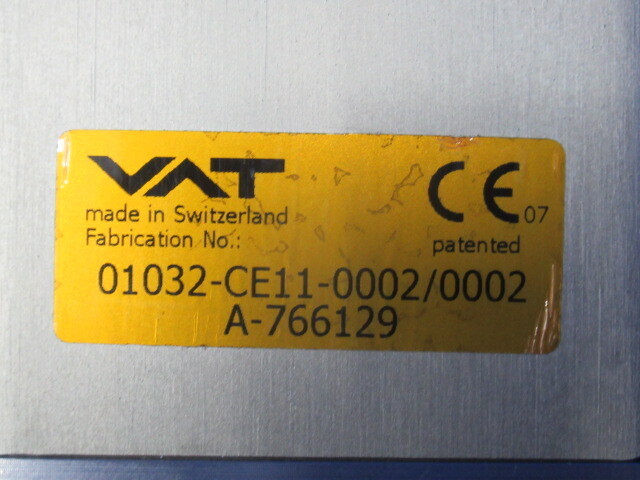 VAT
CE 07
made in Switzerland
Fabrication No.:
patented
01032-CE11-0002/0002
A-766129